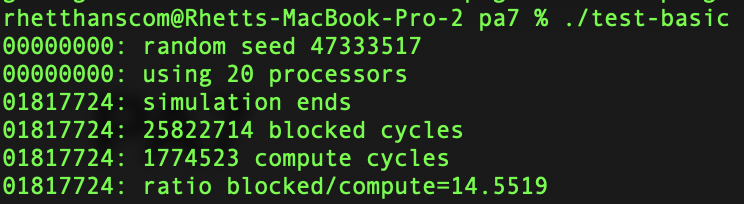 rhetthanscom@Rhetts-MacBook-Pro-2 pa7 % ./test-basic
00000000: random seed 47333517
00000000: using 20 processors
01817724: simulation ends
01817724: 25822714 blocked cycles
01817724: 1774523 compute cycles
01817724: ratio blocked/compute=14.5519